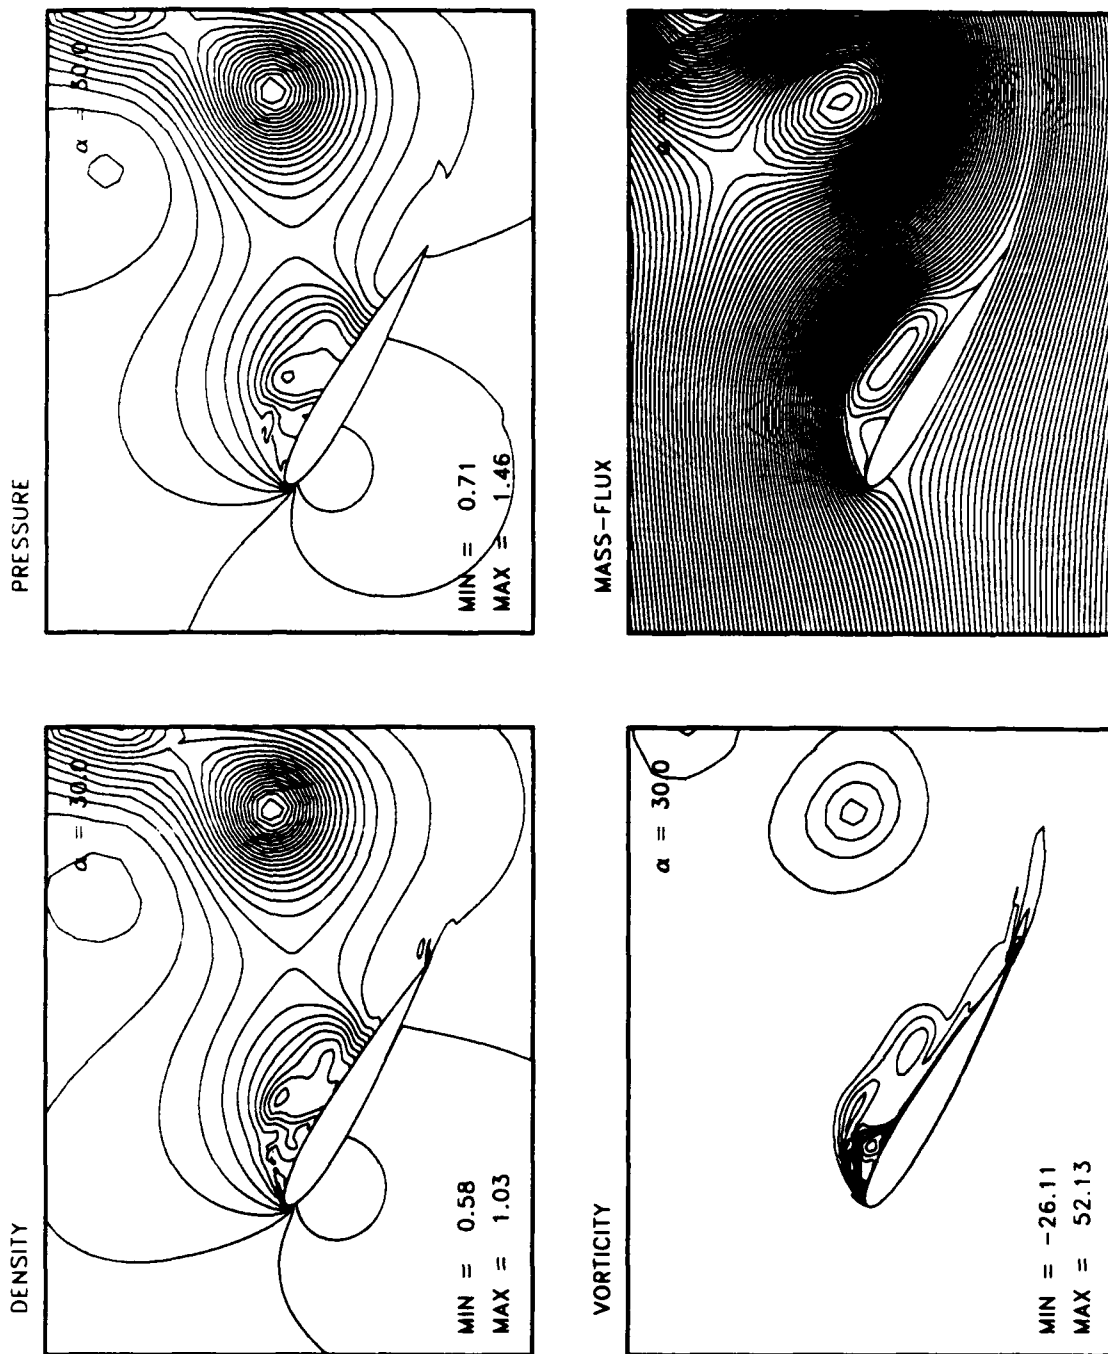 DENSITY
α = 30.0
MIN = 0.58
MAX = 1.03
PRESSURE
α = 30.0
MIN = 0.71
MAX = 1.46
VORTICITY
α = 30.0
MIN = -26.11
MAX = 52.13
MASS-FLUX
α =